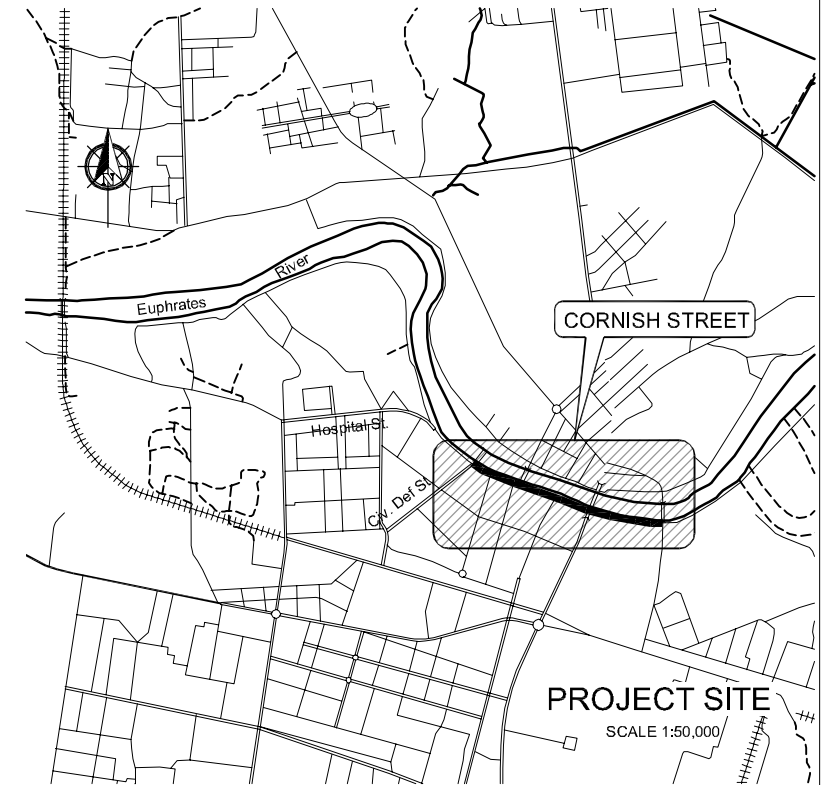 N
River
Euphrates
CORNISH STREET
Hospital St.
Civ. Def St.
PROJECT SITE
SCALE 1:50,000